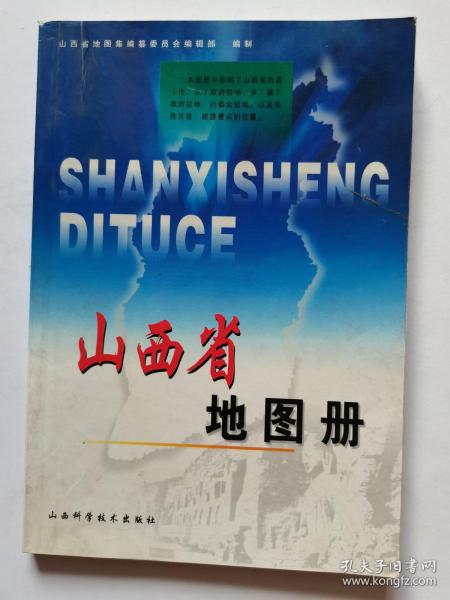 山西省地图集编纂委员会编辑部 编制
本图册中标明了山西省的县
(市、区)政府驻地、乡(镇)
政府驻地、村委会驻地，以及名
胜古迹、旅游景点的位置。
SHANXISHENG
DITUCE
山西省
地图册
山西科学技术出版社
孔夫子旧书网
www.kongfz.com